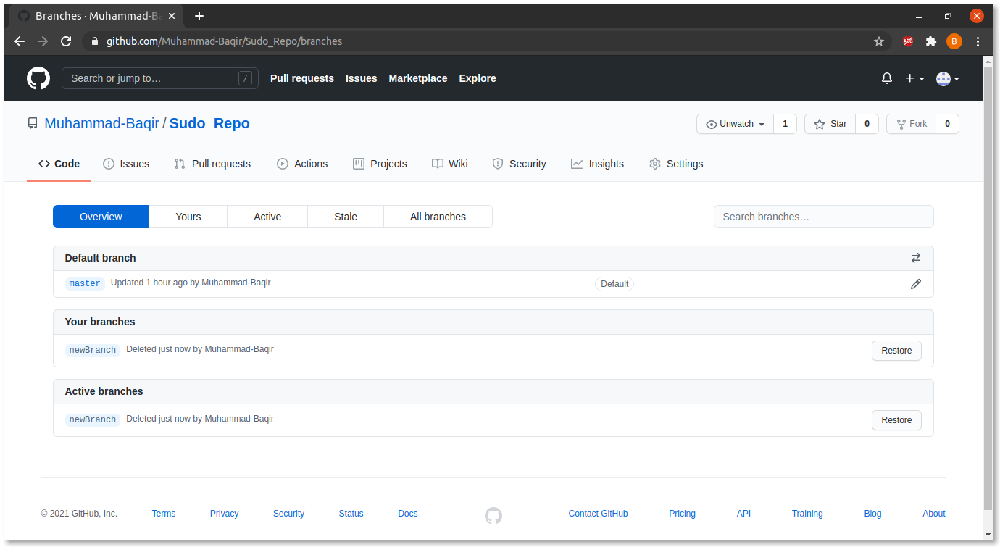 Branches · Muhammad-Ba
github.com/Muhammad-Baqir/Sudo_Repo/branches
ABP
B
Search or jump to…
/
Pull requests Issues Marketplace Explore
Muhammad-Baqir / Sudo_Repo
Unwatch 1 Star 0 Fork 0
Code Issues Pull requests Actions Projects Wiki Security Insights Settings
Overview Yours Active Stale All branches Search branches…
Default branch
master Updated 1 hour ago by Muhammad-Baqir Default
Your branches
newBranch Deleted just now by Muhammad-Baqir Restore
Active branches
newBranch Deleted just now by Muhammad-Baqir Restore
© 2021 GitHub, Inc. Terms Privacy Security Status Docs Contact GitHub Pricing API Training Blog About